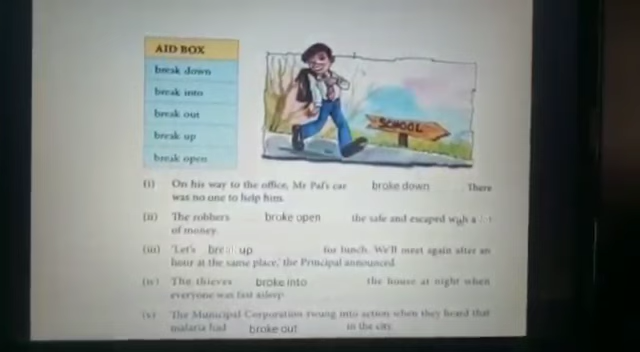 AID BOX
break down
break into
break out
break up
break open
SCHOOL
(i) On his way to the office, Mr Pal's car broke down There
was no one to help him.
(ii) The robbers broke open the safe and escaped with a lot
of money.
(iii) 'Let's break up for lunch. We'll meet again after an
hour at the same place,' the Principal announced.
(iv) The thieves broke into the house at night when
everyone was fast asleep.
(v) The Municipal Corporation swung into action when they heard that
malaria had broke out in the city.